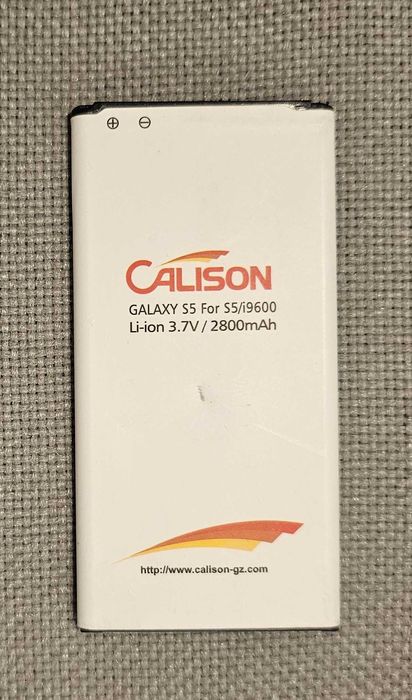 ⊕ ⊖
CALISON
GALAXY S5 For S5/i9600
Li-ion 3.7V / 2800mAh
http://www.calison-gz.com